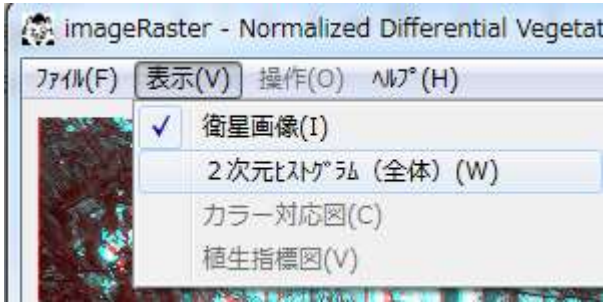 imageRaster - Normalized Differential Vegetat
ﾌｧｲﾙ(F) 表示(V) 操作(O) ﾍﾙﾌﾟ(H)
✓ 衛星画像(I)
２次元ﾋｽﾄｸﾞﾗﾑ（全体）(W)
カラー対応図(C)
植生指標図(V)